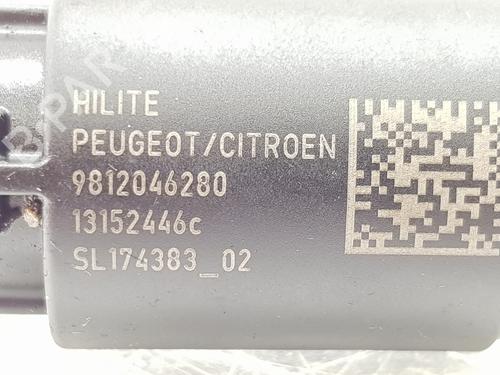 HILITE
PEUGEOT/CITROEN
9812046280
13152446c
SL174383_02